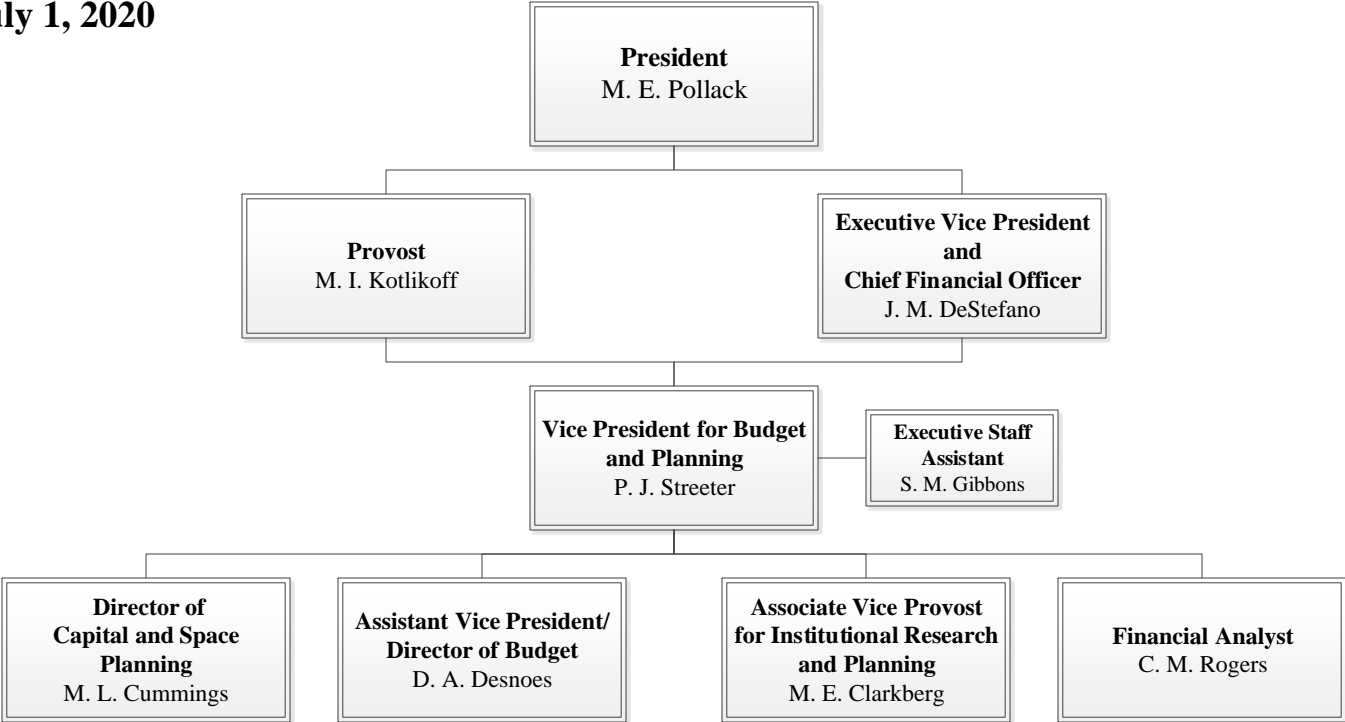 uly 1, 2020
President
M. E. Pollack
Provost
M. I. Kotlikoff
Executive Vice President
and
Chief Financial Officer
J. M. DeStefano
Vice President for Budget
and Planning
P. J. Streeter
Executive Staff
Assistant
S. M. Gibbons
Director of
Capital and Space
Planning
M. L. Cummings
Assistant Vice President/
Director of Budget
D. A. Desnoes
Associate Vice Provost
for Institutional Research
and Planning
M. E. Clarkberg
Financial Analyst
C. M. Rogers